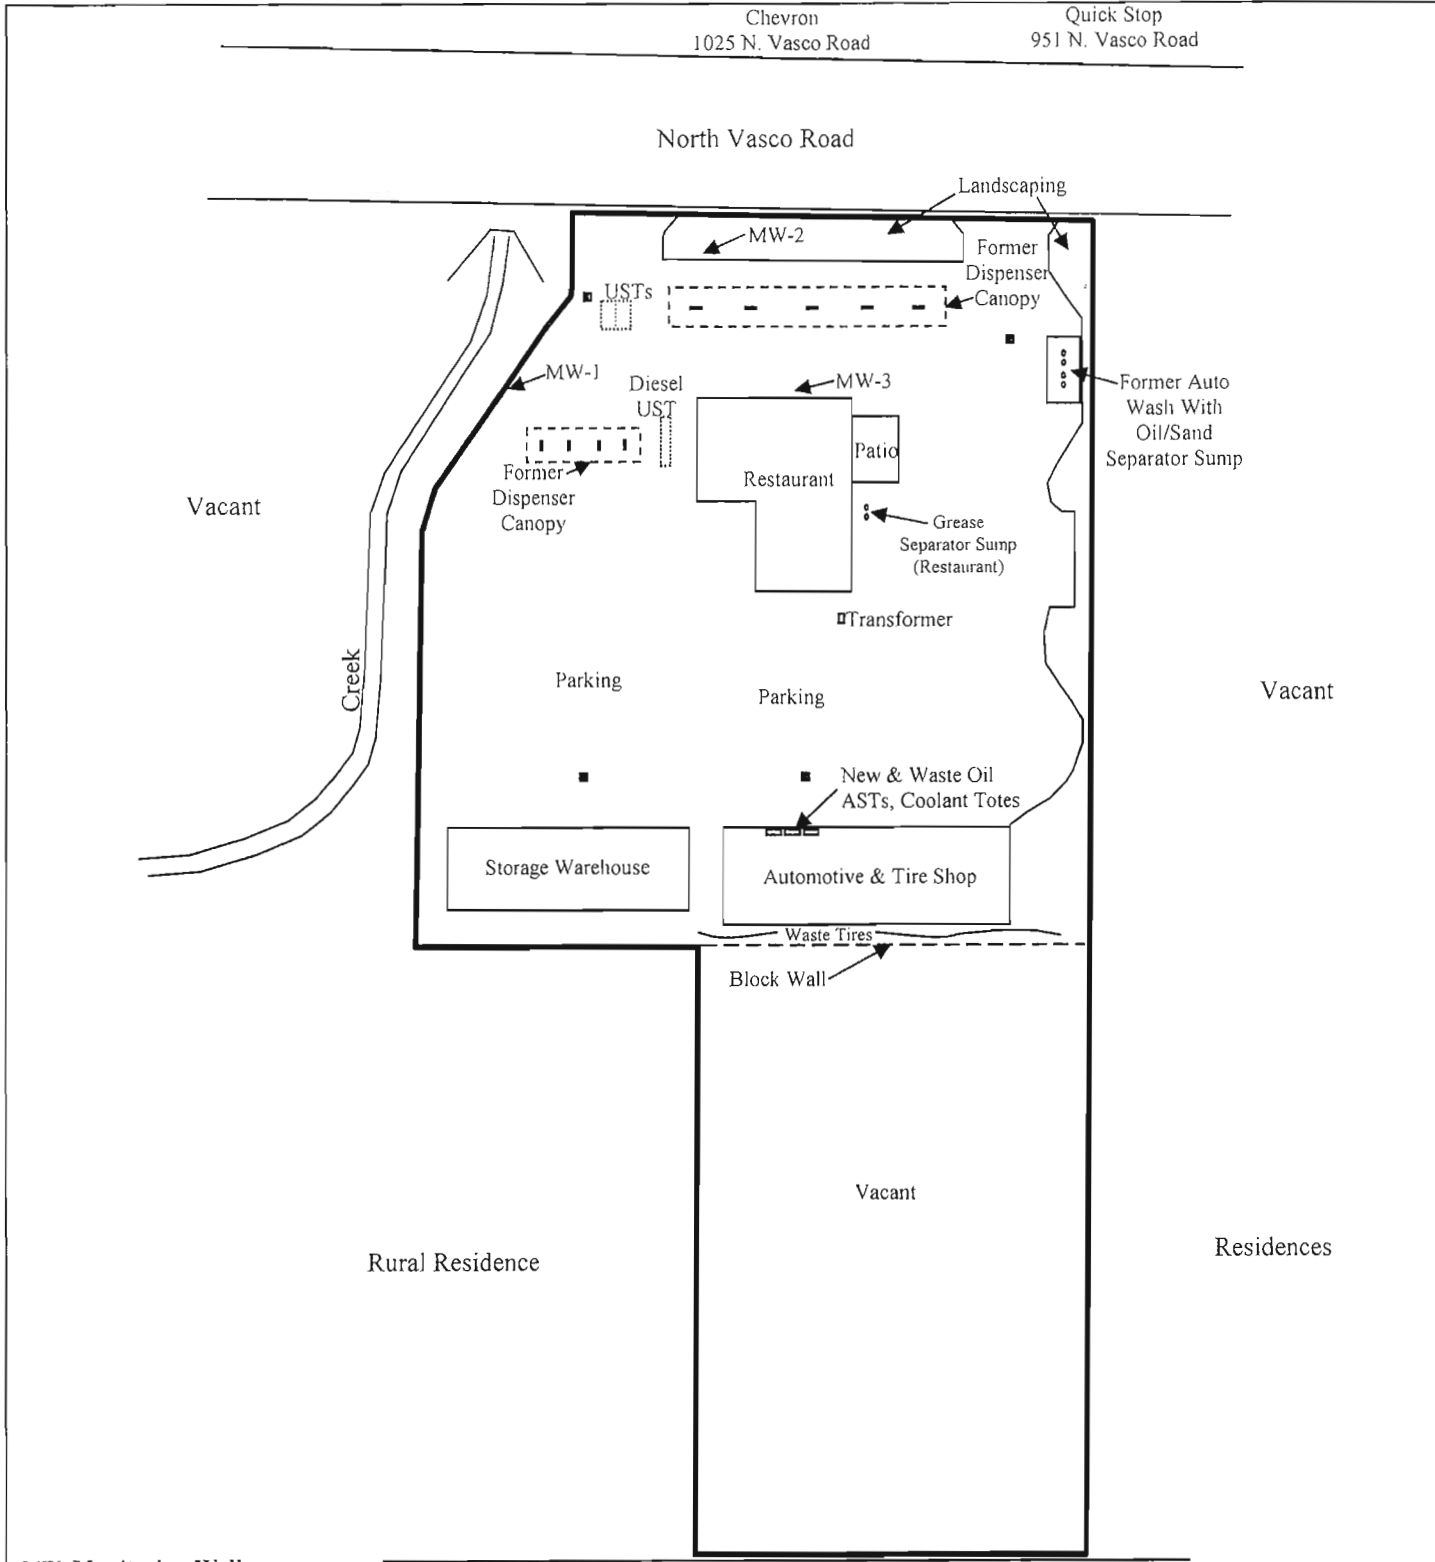 Chevron
1025 N. Vasco Road
Quick Stop
951 N. Vasco Road
North Vasco Road
Landscaping
MW-2
Former
Dispenser
Canopy
USTs
MW-1
Diesel
UST
MW-3
Former Auto
Wash With
Oil/Sand
Separator Sump
Patio
Restaurant
Former
Dispenser
Canopy
Vacant
Grease
Separator Sump
(Restaurant)
Transformer
Creek
Parking
Parking
Vacant
New & Waste Oil
ASTs, Coolant Totes
Storage Warehouse
Automotive & Tire Shop
Waste Tires
Block Wall
Vacant
Rural Residence
Residences